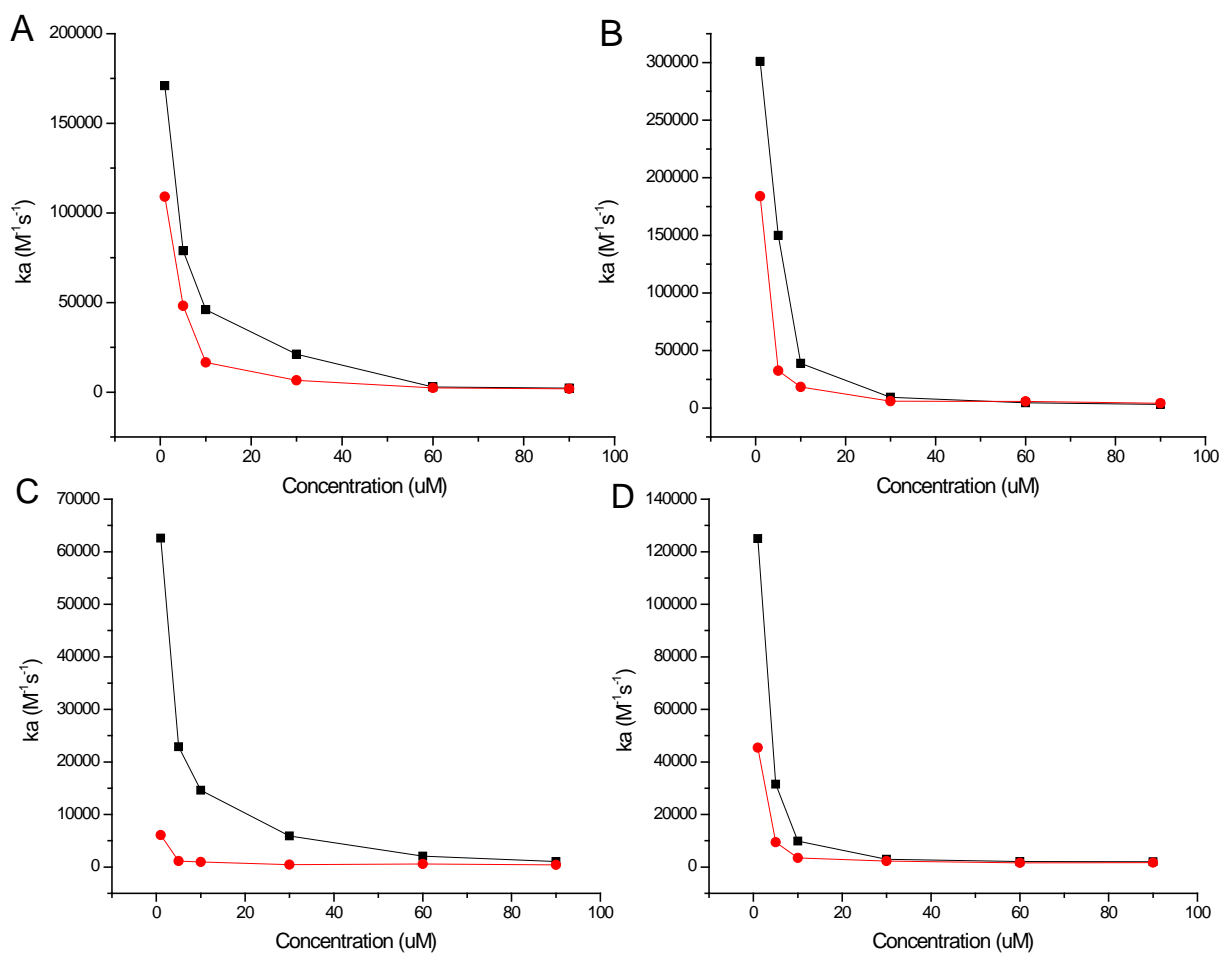 A
200000
150000
100000
50000
0
ka (M⁻¹s⁻¹)
0 20 40 60 80 100
Concentration (uM)
B
300000
250000
200000
150000
100000
50000
0
ka (M⁻¹s⁻¹)
0 20 40 60 80 100
Concentration (uM)
C
70000
60000
50000
40000
30000
20000
10000
0
ka (M⁻¹s⁻¹)
0 20 40 60 80 100
Concentration (uM)
D
140000
120000
100000
80000
60000
40000
20000
0
ka (M⁻¹s⁻¹)
0 20 40 60 80 100
Concentration (uM)